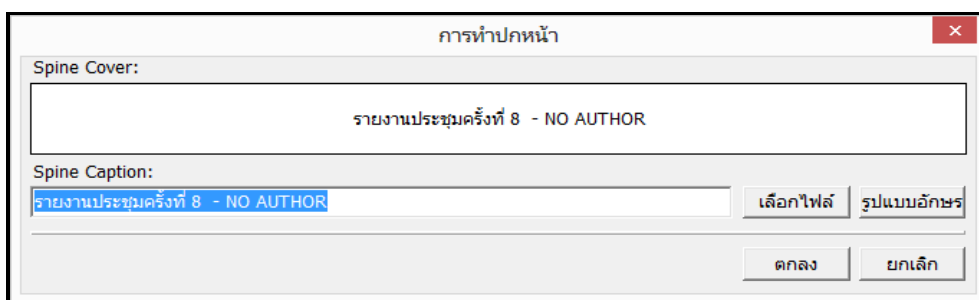 การทำปกหน้า
Spine Cover:
รายงานประชุมครั้งที่ 8  - NO AUTHOR
Spine Caption:
รายงานประชุมครั้งที่ 8  - NO AUTHOR เลือกไฟล์ รูปแบบอักษร
ตกลง ยกเลิก